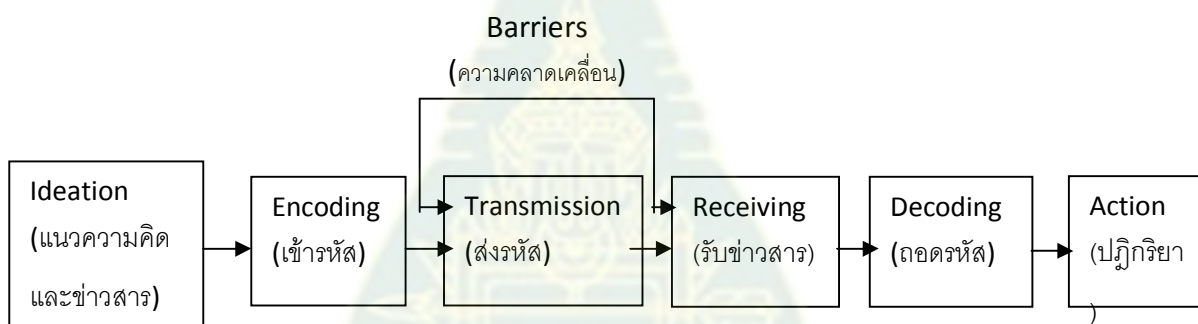 Barriers
(ความคลาดเคลื่อน)
Ideation
(แนวความคิด
และข่าวสาร)
Encoding
(เข้ารหัส)
Transmission
(ส่งรหัส)
Receiving
(รับข่าวสาร)
Decoding
(ถอดรหัส)
Action
(ปฏิกริยา
)